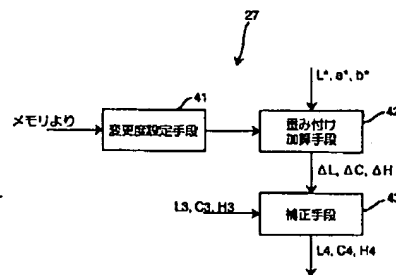 27
41
L*, a*, b*
メモリより
変更度設定手段
重み付け
加算手段
42
ΔL, ΔC, ΔH
43
L3, C3, H3
補正手段
L4, C4, H4